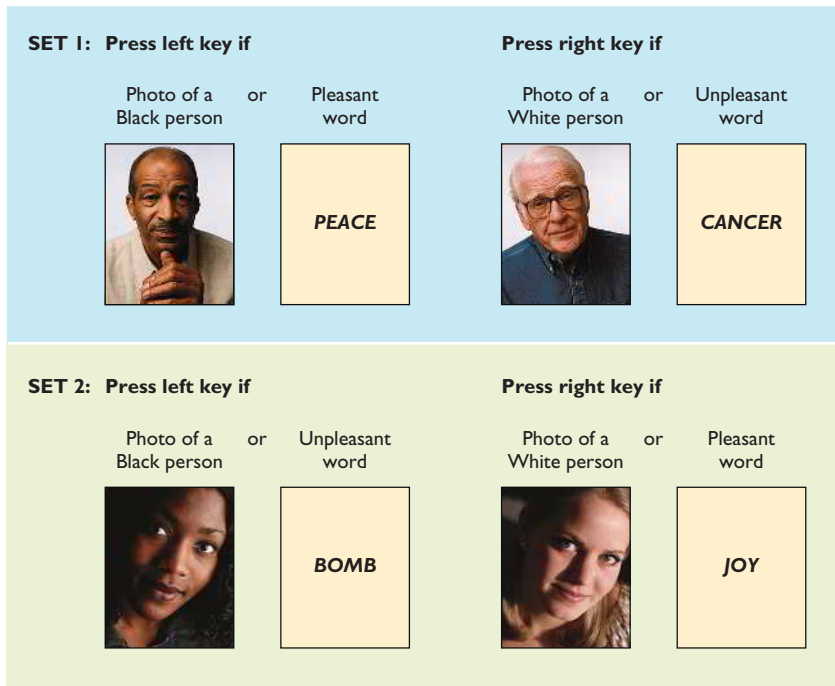 SET 1: Press left key if Press right key if
Photo of a or Pleasant Photo of a or Unpleasant
Black person word White person word
PEACE CANCER
SET 2: Press left key if Press right key if
Photo of a or Unpleasant Photo of a or Pleasant
Black person word White person word
BOMB JOY